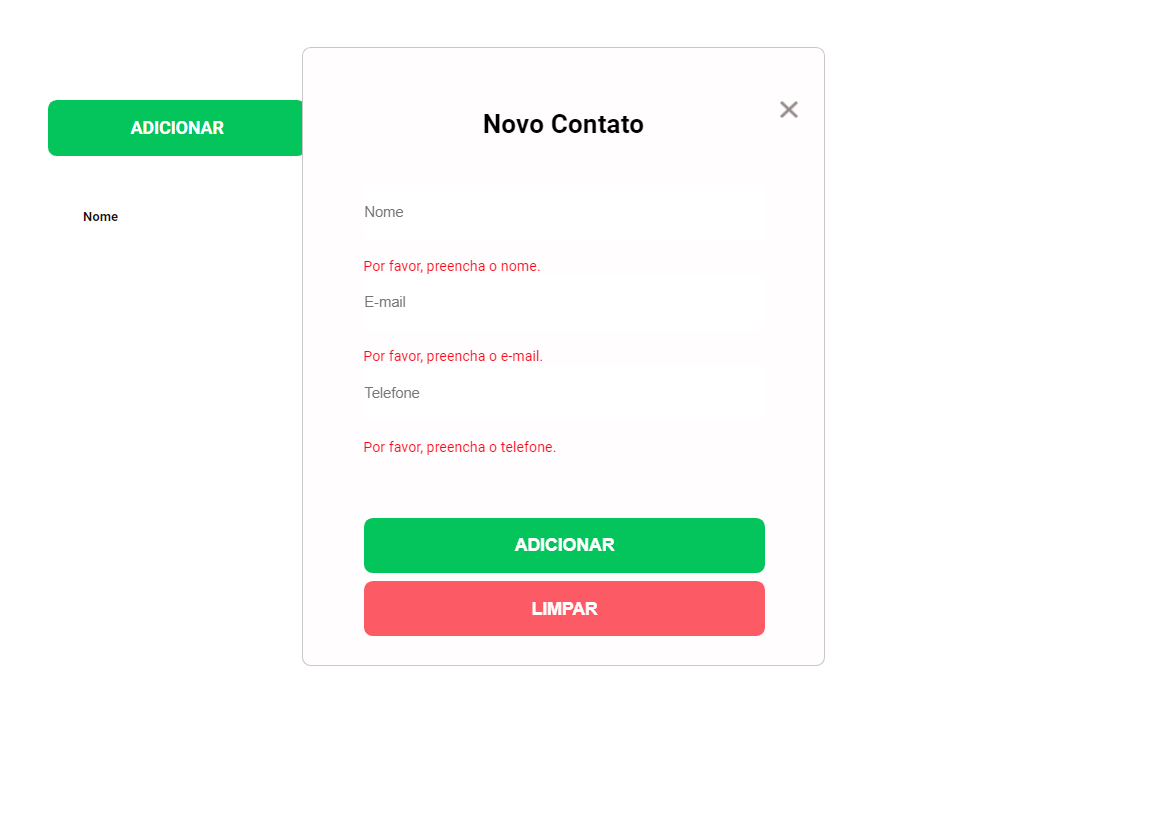 ADICIONAR
Nome
Novo Contato
Nome
Por favor, preencha o nome.
E-mail
Por favor, preencha o e-mail.
Telefone
Por favor, preencha o telefone.
ADICIONAR
LIMPAR